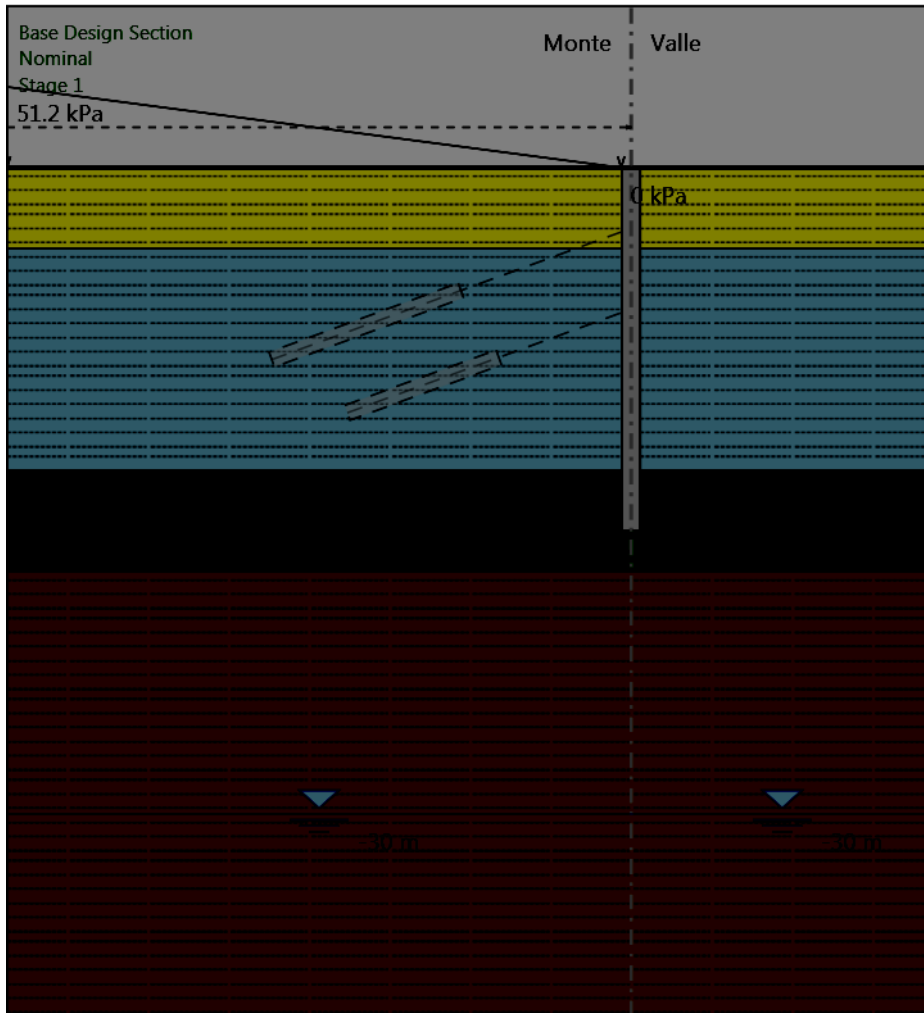 Base Design Section
Nominal
Stage 1
Monte
Valle
51.2 kPa
0 kPa
-30 m
-30 m